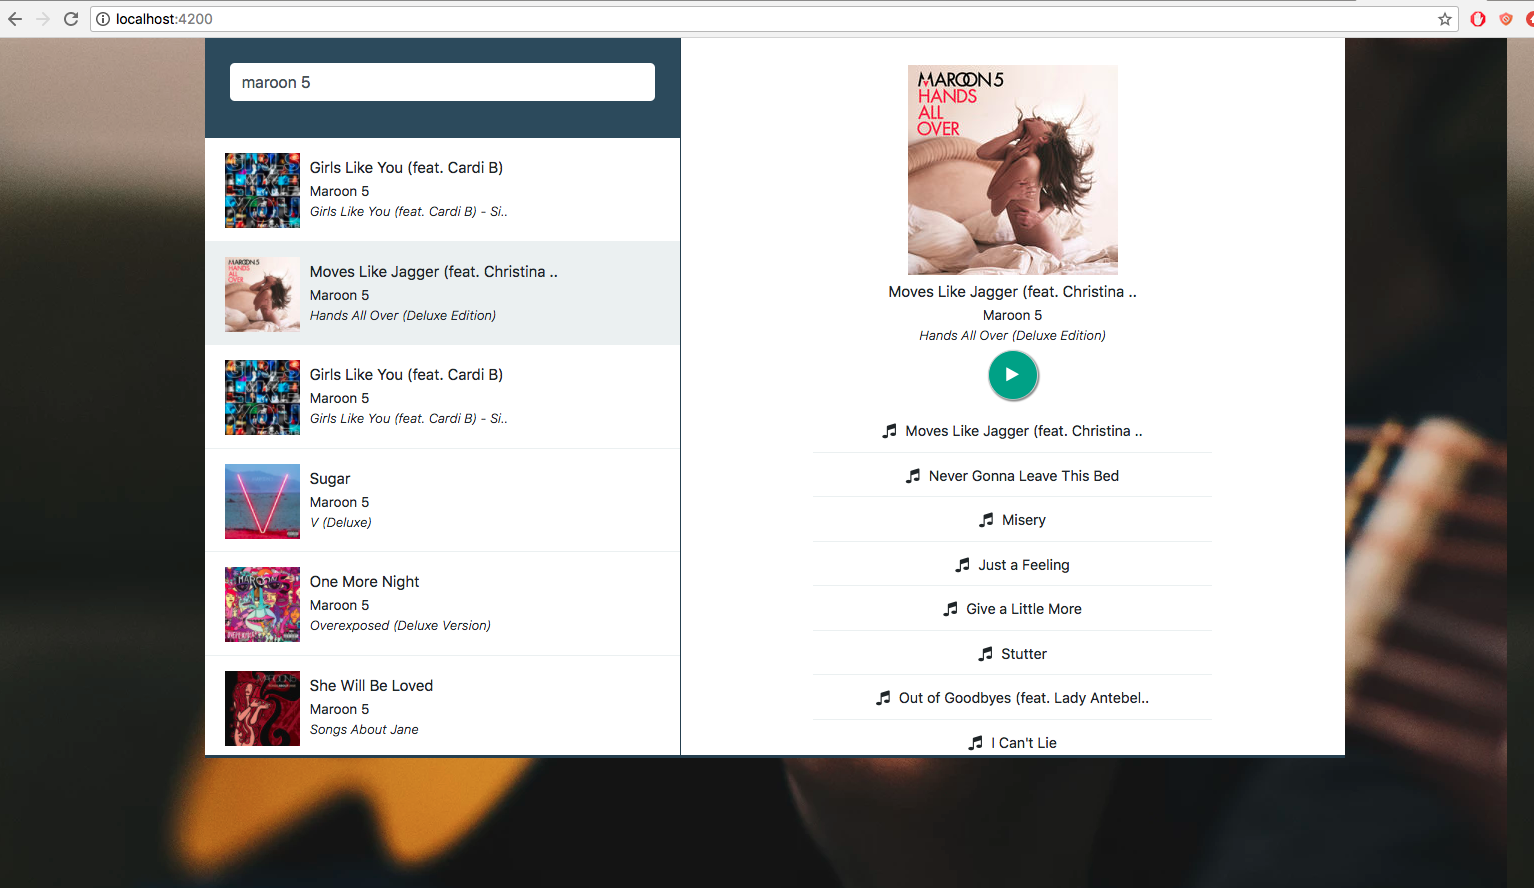 localhost:4200
maroon 5
Girls Like You (feat. Cardi B)
Maroon 5
Girls Like You (feat. Cardi B) - Si..
MAROON 5
HANDS
ALL
OVER
Moves Like Jagger (feat. Christina ..
Maroon 5
Hands All Over (Deluxe Edition)
Girls Like You (feat. Cardi B)
Maroon 5
Girls Like You (feat. Cardi B) - Si..
Sugar
Maroon 5
V (Deluxe)
One More Night
Maroon 5
Overexposed (Deluxe Version)
She Will Be Loved
Maroon 5
Songs About Jane
MAROON 5
HANDS
ALL
OVER
Moves Like Jagger (feat. Christina ..
Maroon 5
Hands All Over (Deluxe Edition)
Moves Like Jagger (feat. Christina ..
Never Gonna Leave This Bed
Misery
Just a Feeling
Give a Little More
Stutter
Out of Goodbyes (feat. Lady Antebel..
I Can't Lie